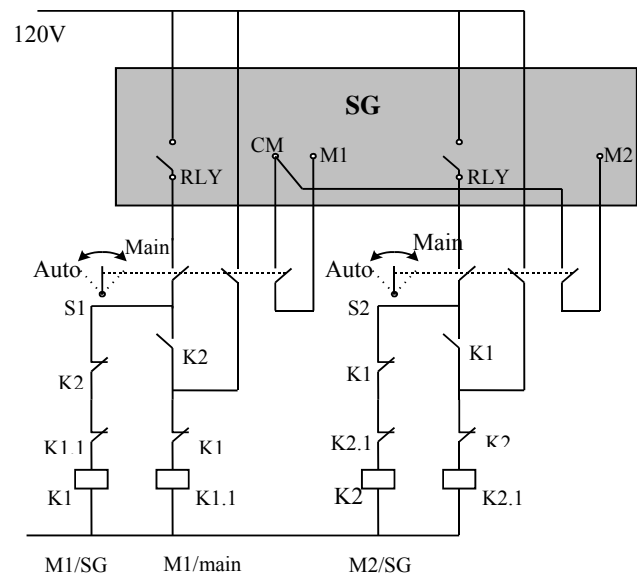 120V
SG
CM
M1
M2
RLY
RLY
Auto
Main
Auto
Main
S1
S2
K2
K1
K2
K1
K1.1
K1
K2.1
K2
K1
K1.1
K2
K2.1
M1/SG
M1/main
M2/SG